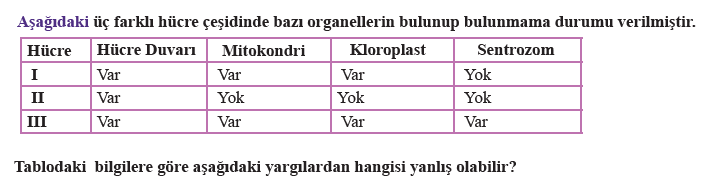 Aşağıdaki üç farklı hücre çeşidinde bazı organellerin bulunup bulunmama durumu verilmiştir.
Hücre Hücre Duvarı Mitokondri Kloroplast Sentrozom
I Var Var Var Yok
II Var Yok Yok Yok
III Var Var Var Var
Tablodaki bilgilere göre aşağıdaki yargılardan hangisi yanlış olabilir?